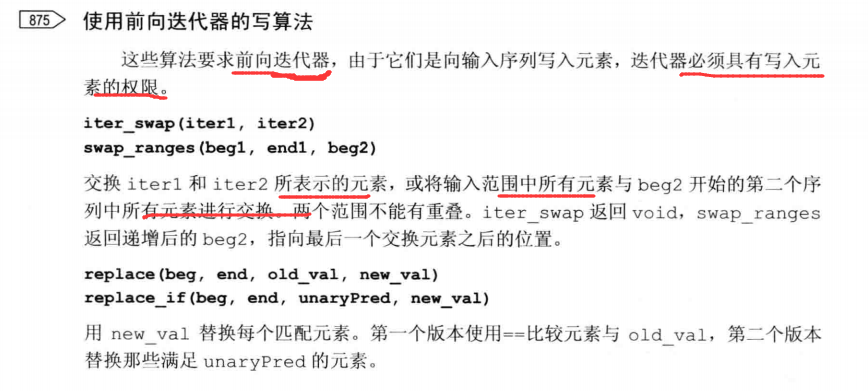 875 使用前向迭代器的写算法
这些算法要求前向迭代器，由于它们是向输入序列写入元素，迭代器必须具有写入元
素的权限。
iter_swap(iter1, iter2)
swap_ranges(beg1, end1, beg2)
交换 iter1 和 iter2 所表示的元素，或将输入范围中所有元素与 beg2 开始的第二个序
列中所有元素进行交换。两个范围不能有重叠。iter_swap 返回 void，swap_ranges
返回递增后的 beg2，指向最后一个交换元素之后的位置。
replace(beg, end, old_val, new_val)
replace_if(beg, end, unaryPred, new_val)
用 new_val 替换每个匹配元素。第一个版本使用==比较元素与 old_val，第二个版本
替换那些满足 unaryPred 的元素。